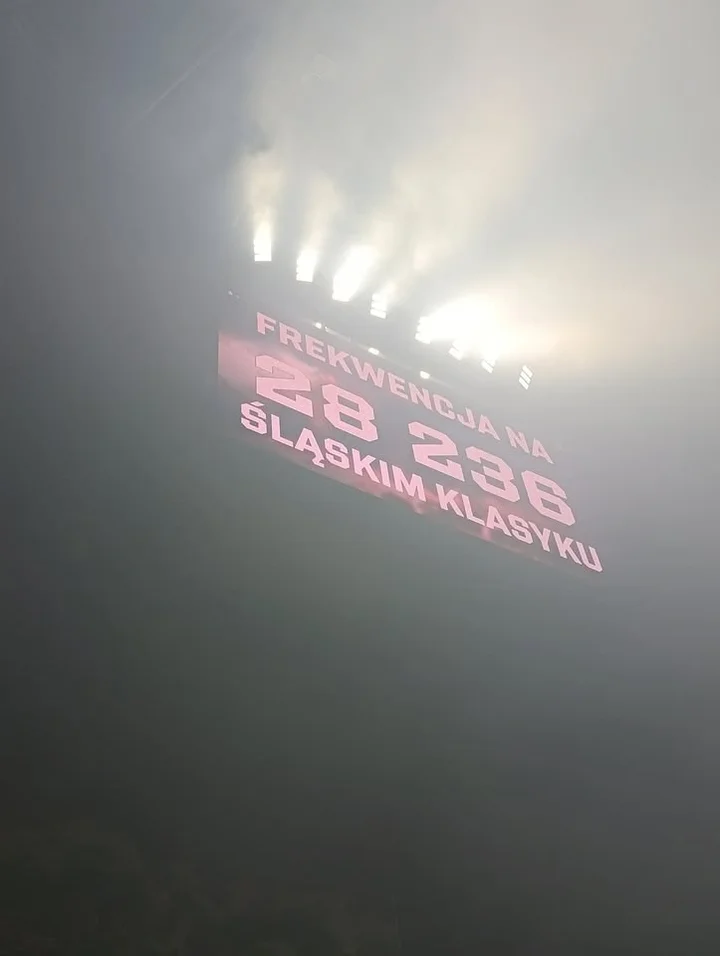 FREKWENCJA NA
28 236
ŚLĄSKIM KLASYKU